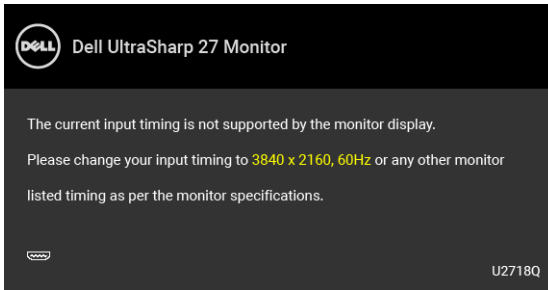 DELL
Dell UltraSharp 27 Monitor
The current input timing is not supported by the monitor display.
Please change your input timing to 3840 x 2160, 60Hz or any other monitor
listed timing as per the monitor specifications.
U2718Q